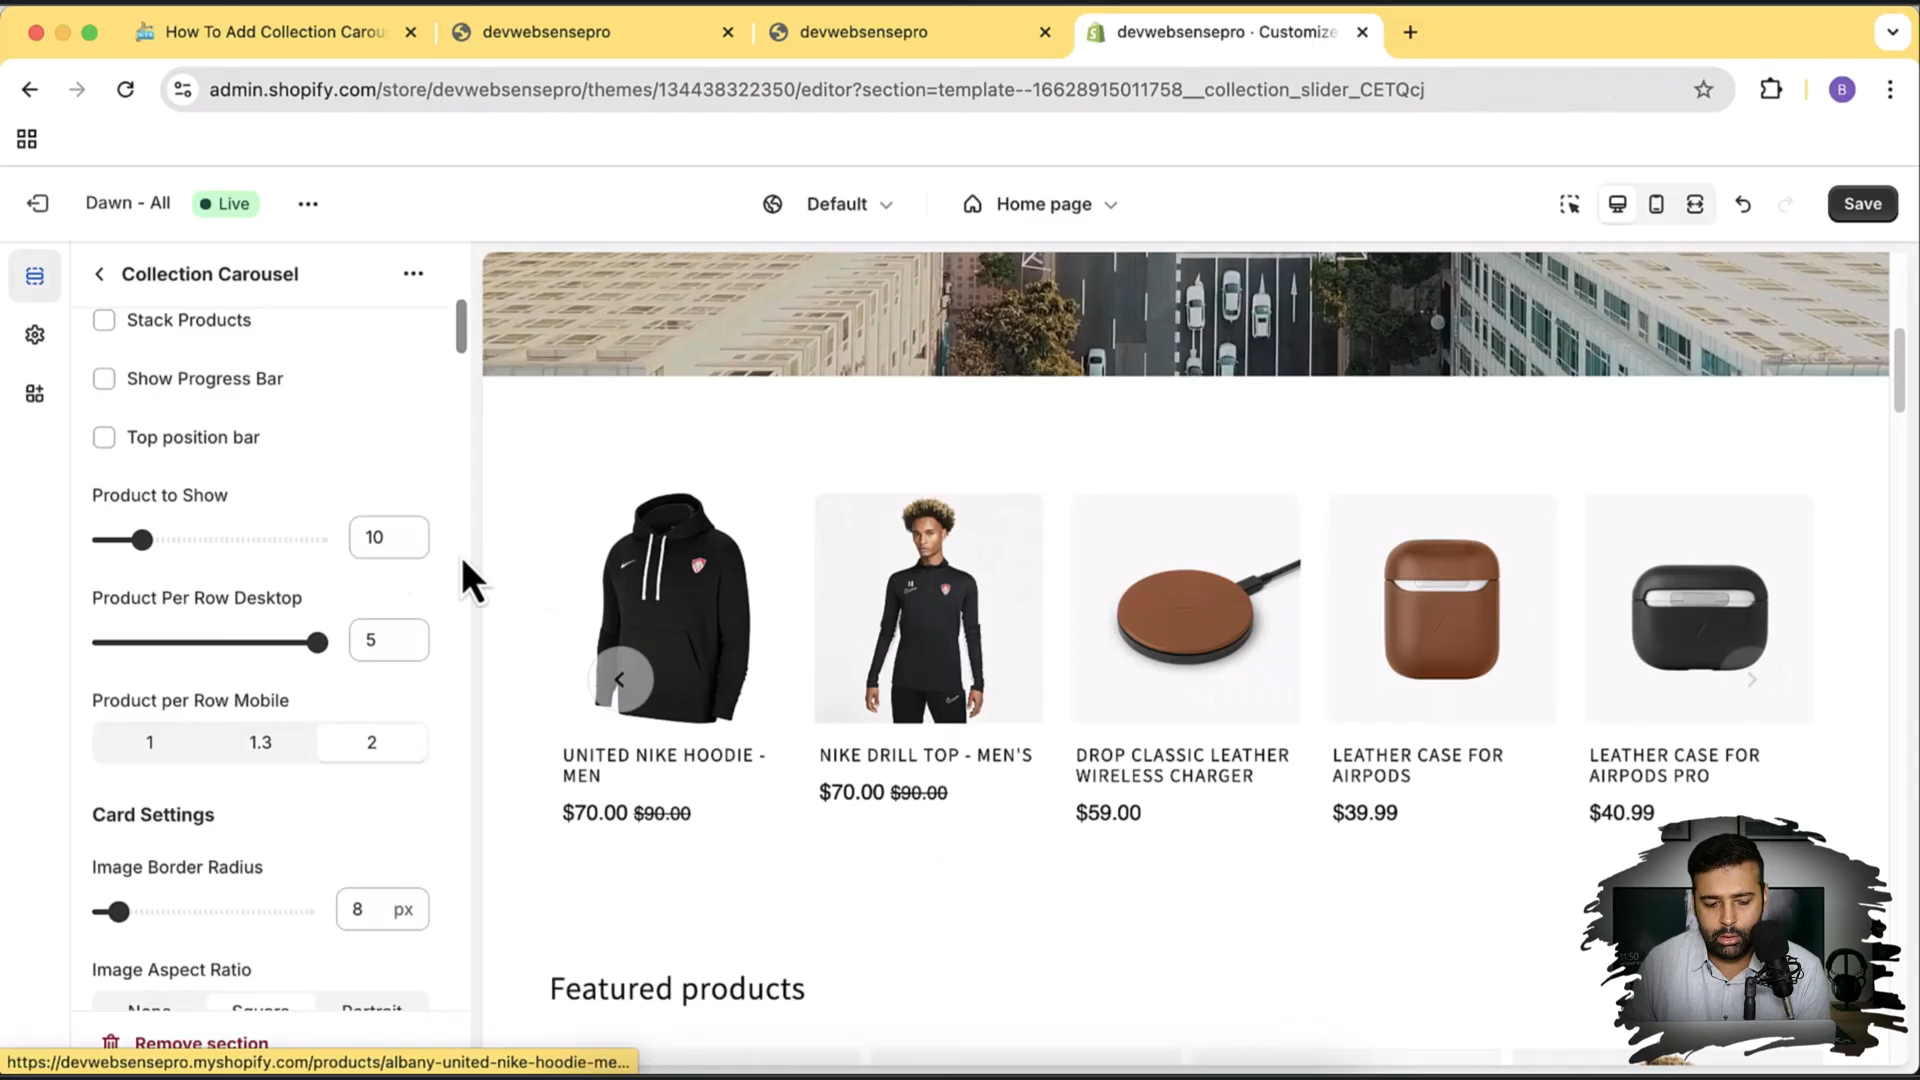 How To Add Collection Carou
devwebsensepro
devwebsensepro
devwebsensepro · Customize
admin.shopify.com/store/devwebsensepro/themes/134438322350/editor?section=template--16628915011758__collection_slider_CETQcj
B
Dawn - All
Live
Default
Home page
Save
Collection Carousel
Stack Products
Show Progress Bar
Top position bar
Product to Show
10
Product Per Row Desktop
5
Product per Row Mobile
1
1.3
2
Card Settings
Image Border Radius
8 px
Image Aspect Ratio
None
Square
Portrait
Remove section
UNITED NIKE HOODIE -
MEN
$70.00 $90.00
NIKE DRILL TOP - MEN'S
$70.00 $90.00
DROP CLASSIC LEATHER
WIRELESS CHARGER
$59.00
LEATHER CASE FOR
AIRPODS
$39.99
LEATHER CASE FOR
AIRPODS PRO
$40.99
Featured products
https://devwebsensepro.myshopify.com/products/albany-united-nike-hoodie-me...